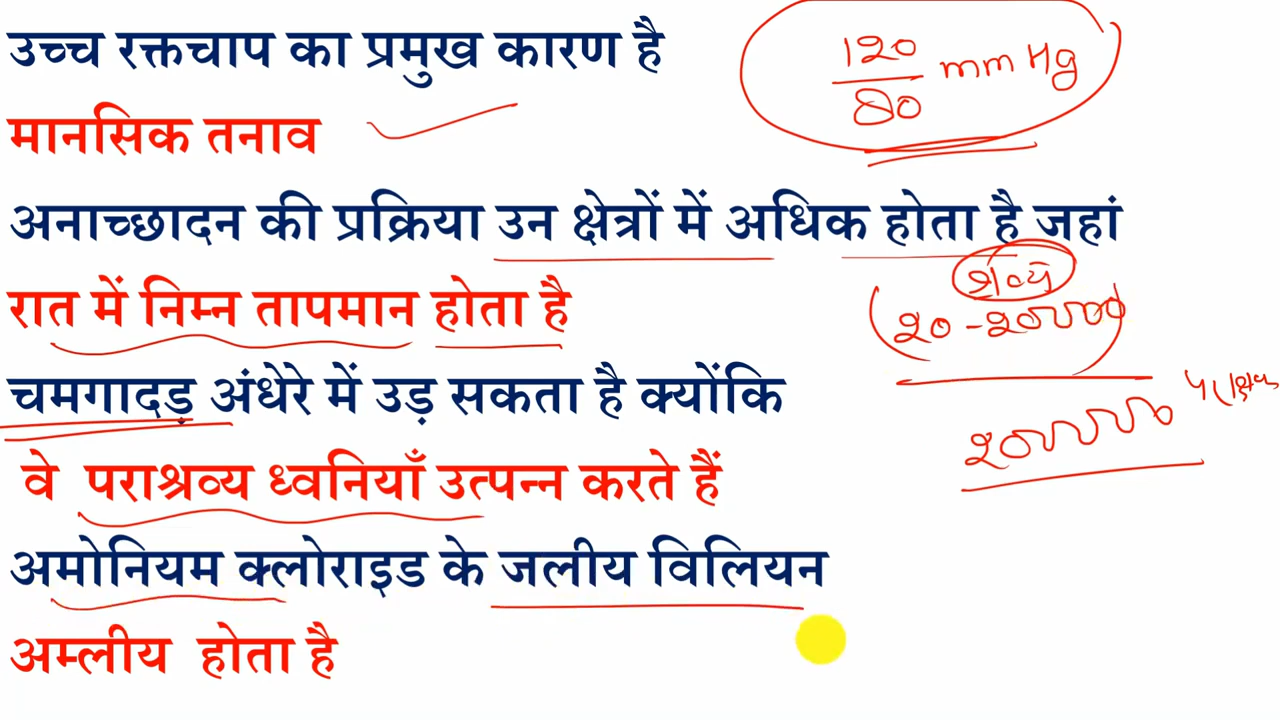 उच्च रक्तचाप का प्रमुख कारण है
120
80
mm Hg
मानसिक तनाव
अनाच्छादन की प्रक्रिया उन क्षेत्रों में अधिक होता है जहां
श्रव्य
रात में निम्न तापमान होता है
20-20000
चमगादड़ अंधेरे में उड़ सकता है क्योंकि
वे पराश्रव्य ध्वनियाँ उत्पन्न करते हैं
अमोनियम क्लोराइड के जलीय विलियन
अम्लीय होता है